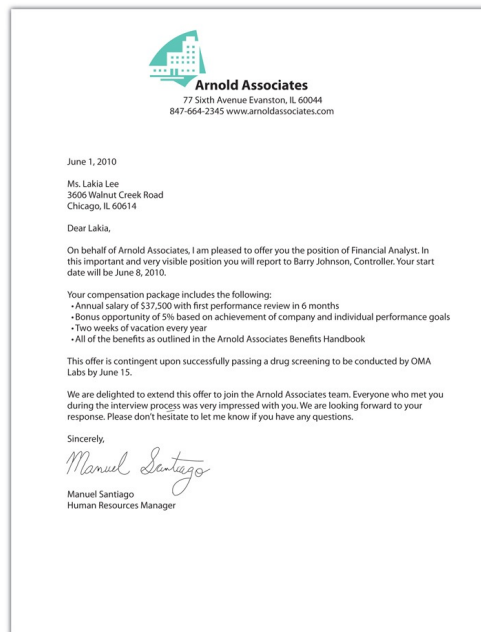 Arnold Associates
77 Sixth Avenue Evanston, IL 60044
847-664-2345 www.arnoldassociates.com
June 1, 2010
Ms. Lakia Lee
3606 Walnut Creek Road
Chicago, IL 60614
Dear Lakia,
On behalf of Arnold Associates, I am pleased to offer you the position of Financial Analyst. In
this important and very visible position you will report to Barry Johnson, Controller. Your start
date will be June 8, 2010.
Your compensation package includes the following:
• Annual salary of $37,500 with first performance review in 6 months
• Bonus opportunity of 5% based on achievement of company and individual performance goals
• Two weeks of vacation every year
• All of the benefits as outlined in the Arnold Associates Benefits Handbook
This offer is contingent upon successfully passing a drug screening to be conducted by OMA
Labs by June 15.
We are delighted to extend this offer to join the Arnold Associates team. Everyone who met you
during the interview process was very impressed with you. We are looking forward to your
response. Please don't hesitate to let me know if you have any questions.
Sincerely,
Manuel Santiago
Manuel Santiago
Human Resources Manager